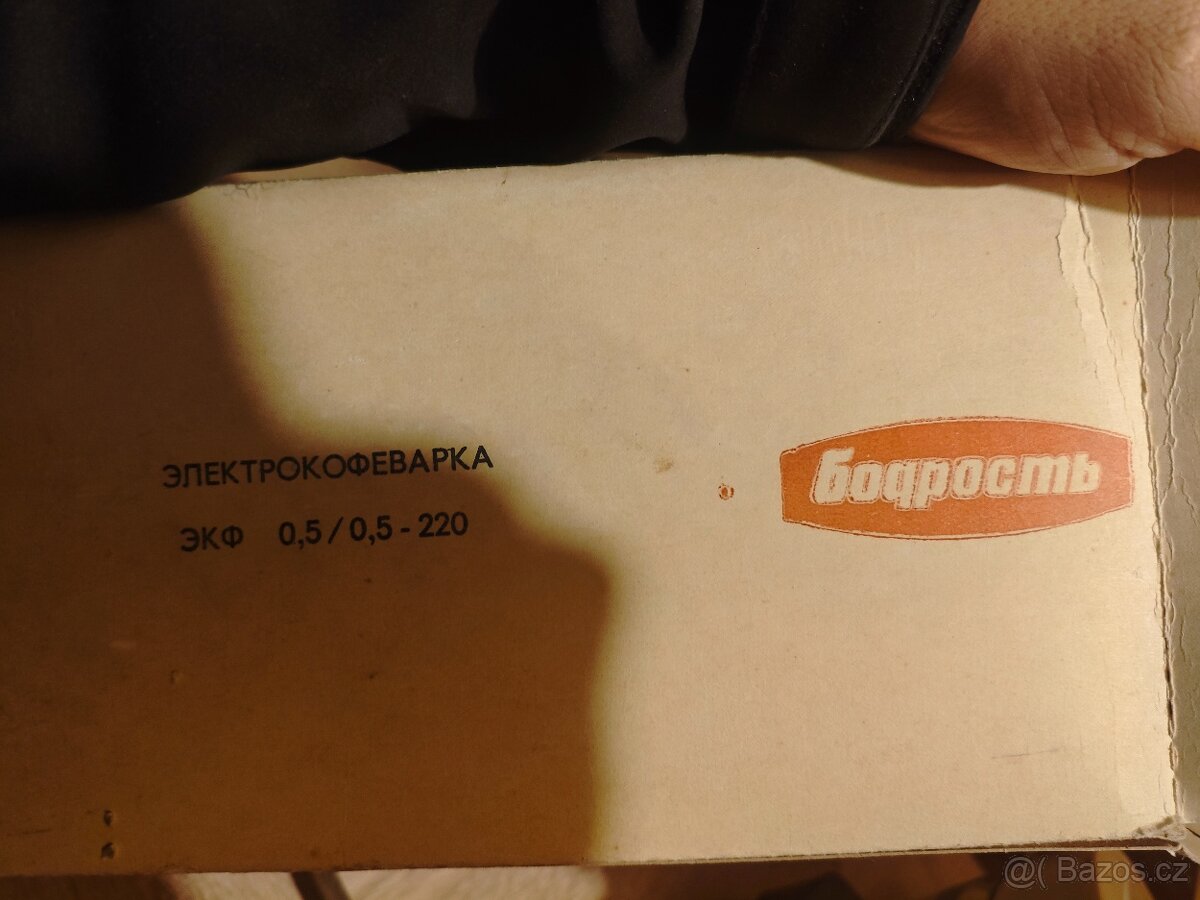 ЭЛЕКТРОКОФЕВАРКА
ЭКФ 0,5 / 0,5 - 220
Бодрость
@( Bazos.cz